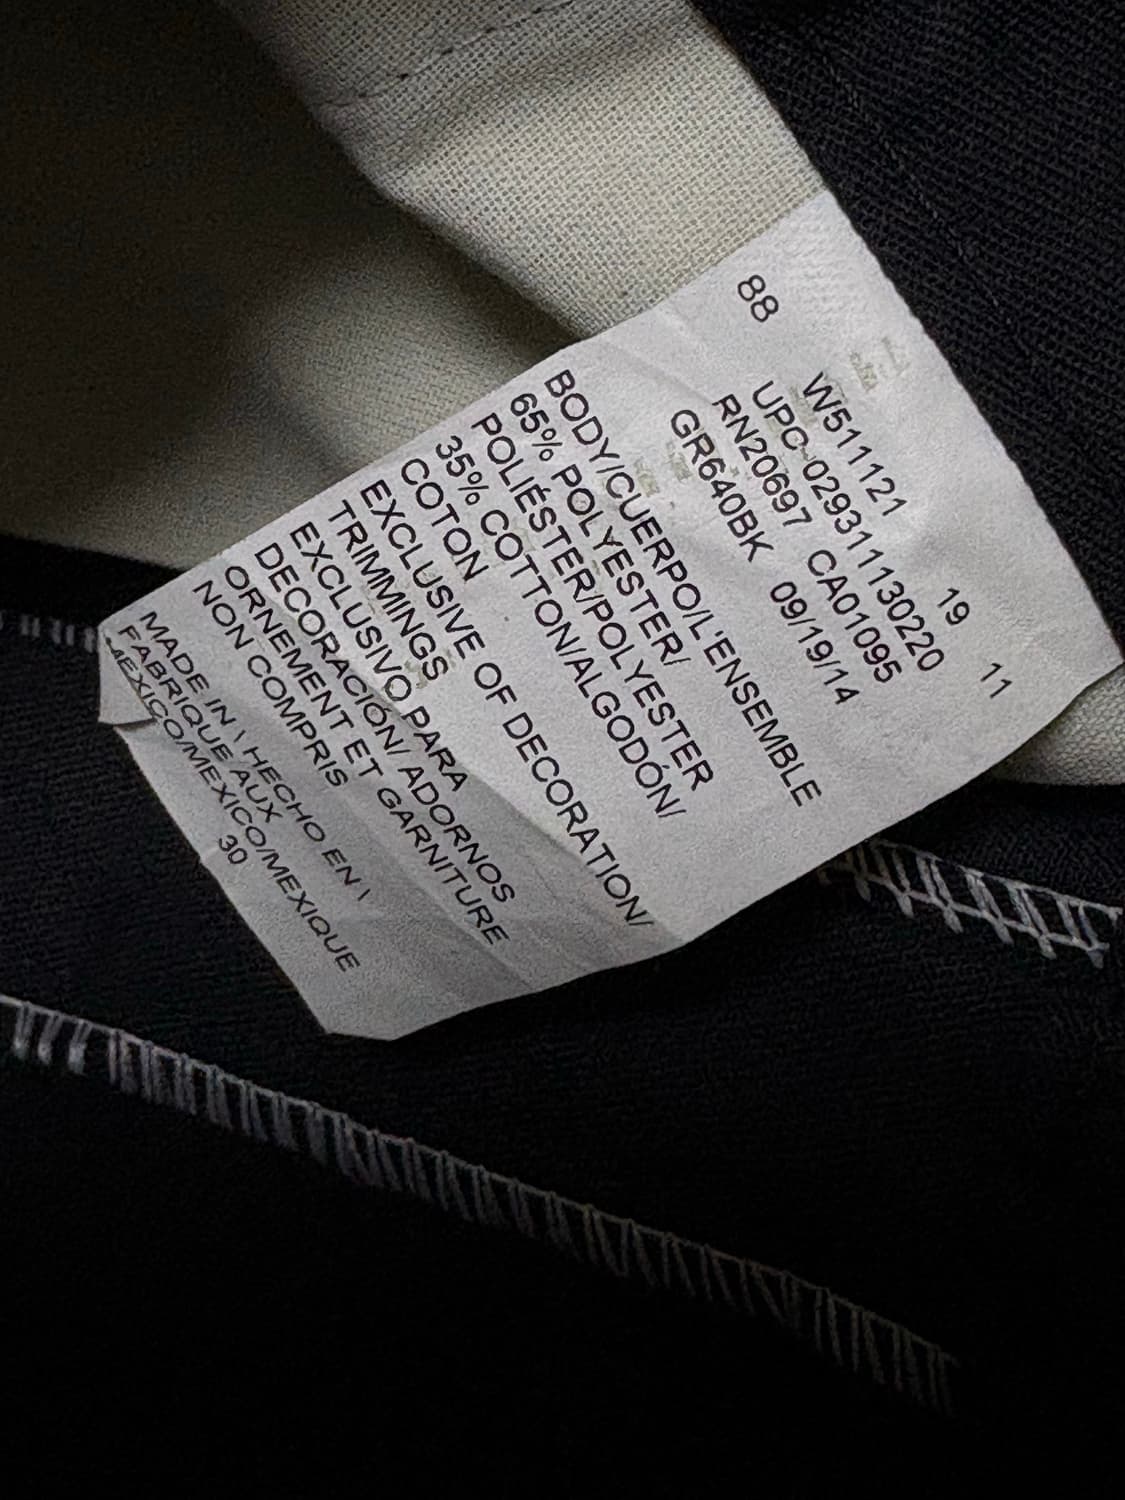 88
W511121 19
UPC-029311130220 11
RN20697 CA01095
GR640BK 09/19/14
BODY/CUERPO/L'ENSEMBLE
65% POLYESTER/
POLIÉSTER/POLYESTER
35% COTTON/ALGODÓN/
COTON
EXCLUSIVE OF DECORATION/
TRIMMINGS
EXCLUSIVO PARA
DECORACIÓN/ ADORNOS
ORNEMENT ET GARNITURE
NON COMPRIS
MADE IN \ HECHO EN \
FABRIQUE AUX
MEXICO/MEXICO/MEXIQUE
30